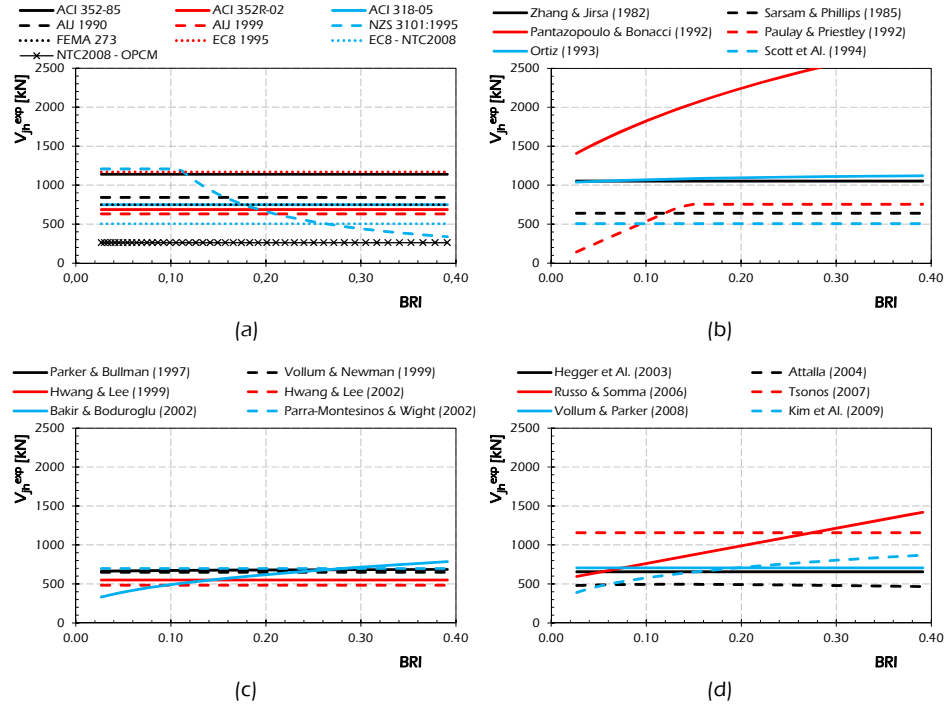 ACI 352-85
ACI 352R-02
ACI 318-05
AIJ 1990
AIJ 1999
NZS 3101:1995
FEMA 273
EC8 1995
EC8 - NTC2008
NTC2008 - OPCM
2500
2000
1500
1000
500
0
V_jh^exp [kN]
0,00
0,10
0,20
0,30
0,40
BRI
(a)
Zhang & Jirsa (1982)
Sarsam & Phillips (1985)
Pantazopoulo & Bonacci (1992)
Paulay & Priestley (1992)
Ortiz (1993)
Scott et Al. (1994)
2500
2000
1500
1000
500
0
V_jh^exp [kN]
0.00
0.10
0.20
0.30
0.40
BRI
(b)
Parker & Bullman (1997)
Vollum & Newman (1999)
Hwang & Lee (1999)
Hwang & Lee (2002)
Bakir & Boduroglu (2002)
Parra-Montesinos & Wight (2002)
2500
2000
1500
1000
500
0
V_jh^exp [kN]
0.00
0.10
0.20
0.30
0.40
BRI
(c)
Hegger et Al. (2003)
Attalla (2004)
Russo & Somma (2006)
Tsonos (2007)
Vollum & Parker (2008)
Kim et Al. (2009)
2500
2000
1500
1000
500
0
V_jh^exp [kN]
0.00
0.10
0.20
0.30
0.40
BRI
(d)